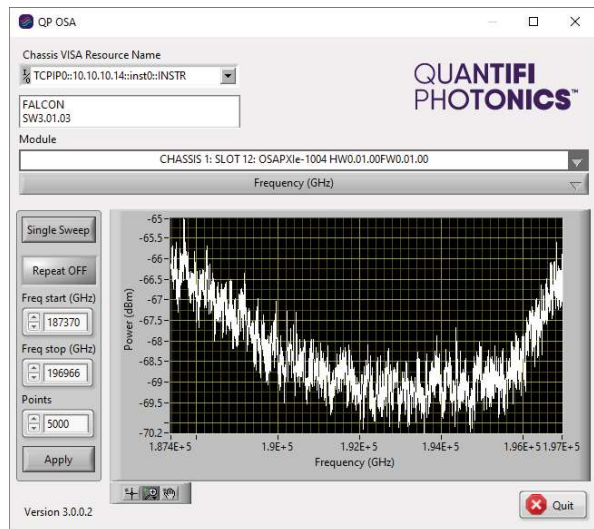 QP OSA
Chassis VISA Resource Name
TCPIP0::10.10.10.14::inst0::INSTR
QUANTIFI
PHOTONICS™
FALCON
SW3.01.03
Module
CHASSIS 1: SLOT 12: OSAPXIe-1004 HW0.01.00FW0.01.00
Frequency (GHz)
Single Sweep
Repeat OFF
Freq start (GHz)
187370
Freq stop (GHz)
196966
Points
5000
Apply
Power (dBm)
-65
-65.5
-66
-66.5
-67
-67.5
-68
-68.5
-69
-69.5
-70.2
1.874E+5 1.9E+5 1.92E+5 1.94E+5 1.96E+5 1.97E+5
Frequency (GHz)
Version 3.0.0.2
Quit